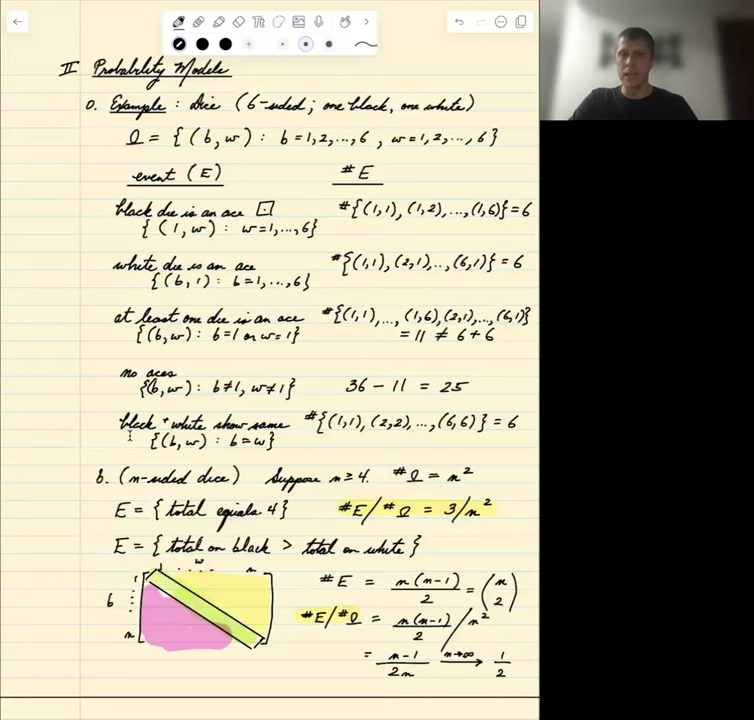 II Probability Models
a. Example: Dice (6-sided; one black, one white)
Ω = {(b,w) : b=1,2,...,6, w=1,2,...,6}
event (E) #E
black die is an ace #{(1,1), (1,2), ..., (1,6)} = 6
{(1,w) : w=1,...,6}
white die is an ace #{(1,1), (2,1), .., (6,1)} = 6
{(b,1) : b=1,...,6}
at least one die is an ace #{(1,1), ..., (1,6), (2,1), ..., (6,1)}
{(b,w) : b=1 or w=1} = 11 ≠ 6+6
no aces
{(b,w) : b≠1, w≠1} 36 - 11 = 25
black + white show same #{(1,1), (2,2), ..., (6,6)} = 6
{(b,w) : b=w}
b. (n-sided dice) Suppose n≥4. #Ω = n²
E = {total equals 4} #E/#Ω = 3/n²
E = {total on black > total on white}
w
1 ... n
b 1 ⋮ n
#E = n(n-1)/2 = (n 2)
#E/#Ω = n(n-1)/2 / n²
= n-1/2n n→∞ 1/2